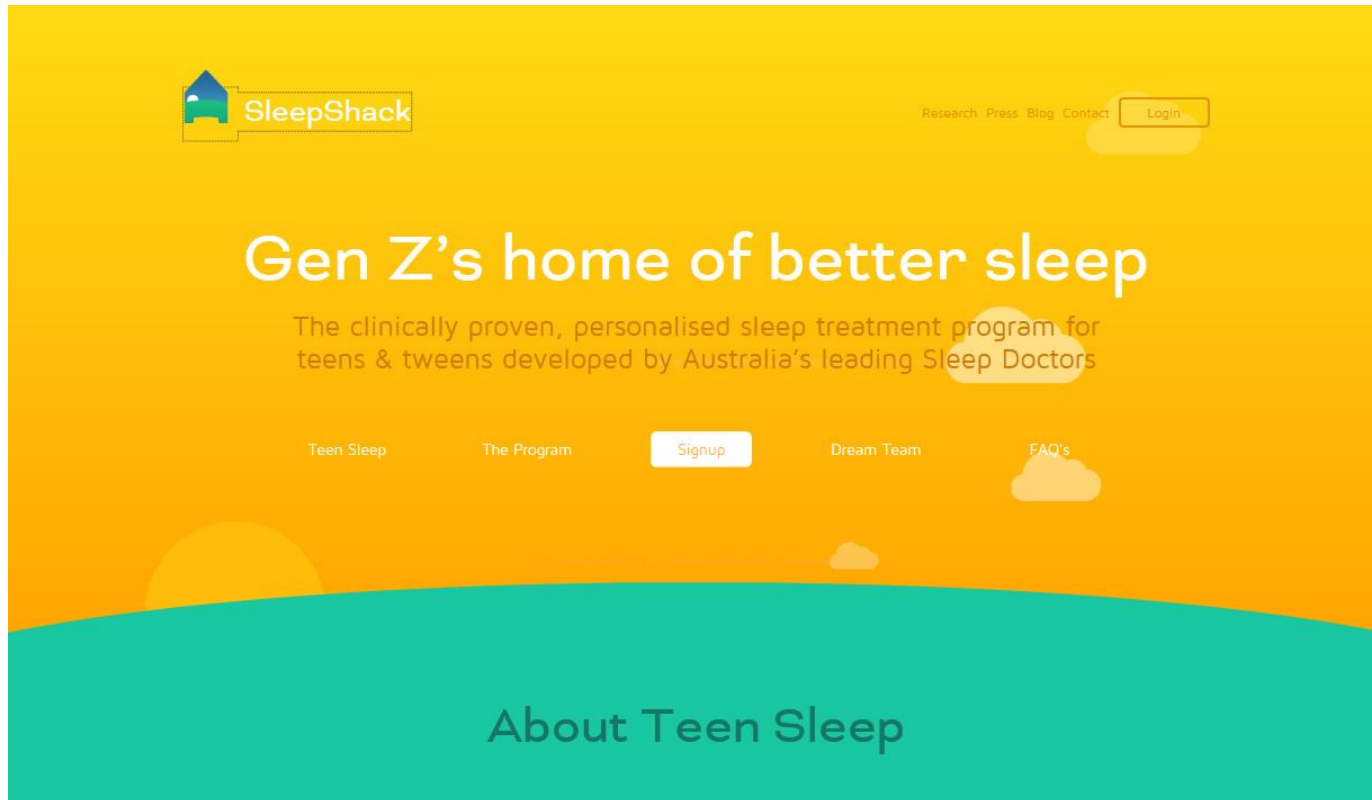 SleepShack
Research Press Blog Contact Login
Gen Z's home of better sleep
The clinically proven, personalised sleep treatment program for
teens & tweens developed by Australia's leading Sleep Doctors
Teen Sleep The Program Signup Dream Team FAQ's
About Teen Sleep